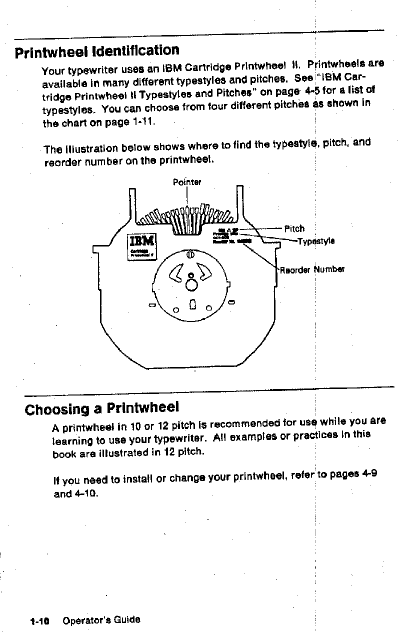 Printwheel Identification
Your typewriter uses an IBM Cartridge Printwheel II. Printwheels are
available in many different typestyles and pitches. See "IBM Car-
tridge Printwheel II Typestyles and Pitches" on page 4-5 for a list of
typestyles. You can choose from four different pitches as shown in
the chart on page 1-11.
The illustration below shows where to find the typestyle, pitch, and
reorder number on the printwheel.
Pointer
Pitch
IBM
Typestyle
Cartridge
Printwheel II
Reorder Number
Choosing a Printwheel
A printwheel in 10 or 12 pitch is recommended for use while you are
learning to use your typewriter. All examples or practices in this
book are illustrated in 12 pitch.
If you need to install or change your printwheel, refer to pages 4-9
and 4-10.
1-10 Operator's Guide